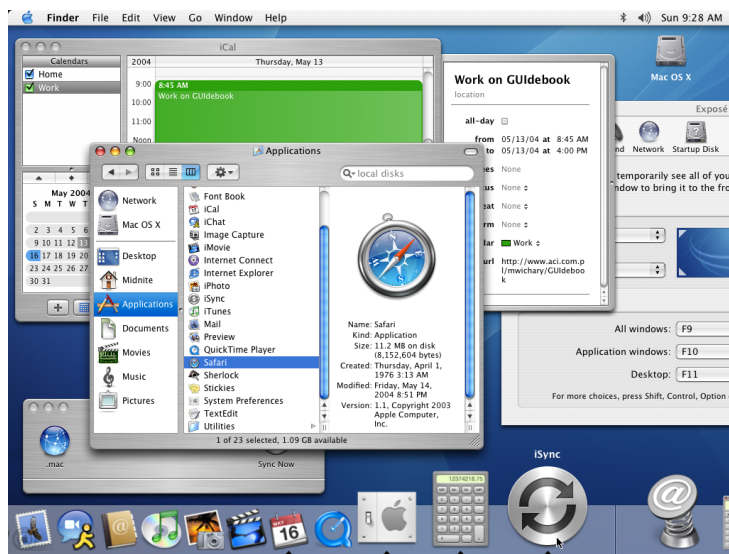 Finder File Edit View Go Window Help Sun 9:28 AM
Mac OS X
iCal
Calendars
Home
Work
2004 Thursday, May 13
9:00
10:00
11:00
Noon
8:45 AM
Work on GUIdebook
May 2004
S M T W T
2 3 4 5 6
9 10 11 12 13
16 17 18 19 20
23 24 25 26 27
30 31
Work on GUIdebook
location
all-day
from 05/13/04 at 8:45 AM
to 05/13/04 at 4:00 PM
ees None
us None
eat None
rm None
lar Work
url http://www.aci.com.p
l/mwichary/GUIdeboo
k
Exposé
nd Network Startup Disk
temporarily see all of you
ndow to bring it to the fro
All windows: F9
Application windows: F10
Desktop: F11
For more choices, press Shift, Control, Option
Applications
local disks
Network
Mac OS X
Desktop
Midnite
Applications
Documents
Movies
Music
Pictures
Font Book
iCal
iChat
Image Capture
iMovie
Internet Connect
Internet Explorer
iPhoto
iSync
iTunes
Mail
Preview
QuickTime Player
Safari
Sherlock
Stickies
System Preferences
TextEdit
Utilities
Name: Safari
Kind: Application
Size: 11.2 MB on disk
(8,152,604 bytes)
Created: Thursday, April 1,
1976 3:13 AM
Modified: Friday, May 14,
2004 8:51 PM
Version: 1.1, Copyright 2003
Apple Computer,
Inc.
1 of 23 selected, 1.09 GB available
.mac
Sync Now
iSync
MAY
16
12374218.75